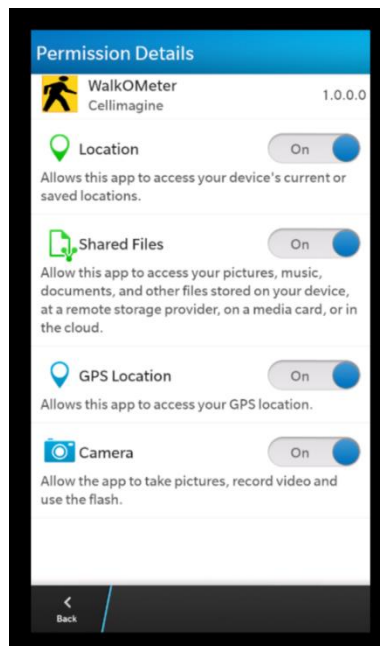 Permission Details
WalkOMeter
Cellimagine
1.0.0.0
Location
On
Allows this app to access your device's current or
saved locations.
Shared Files
On
Allow this app to access your pictures, music,
documents, and other files stored on your device,
at a remote storage provider, on a media card, or in
the cloud.
GPS Location
On
Allows this app to access your GPS location.
Camera
On
Allow the app to take pictures, record video and
use the flash.
Back